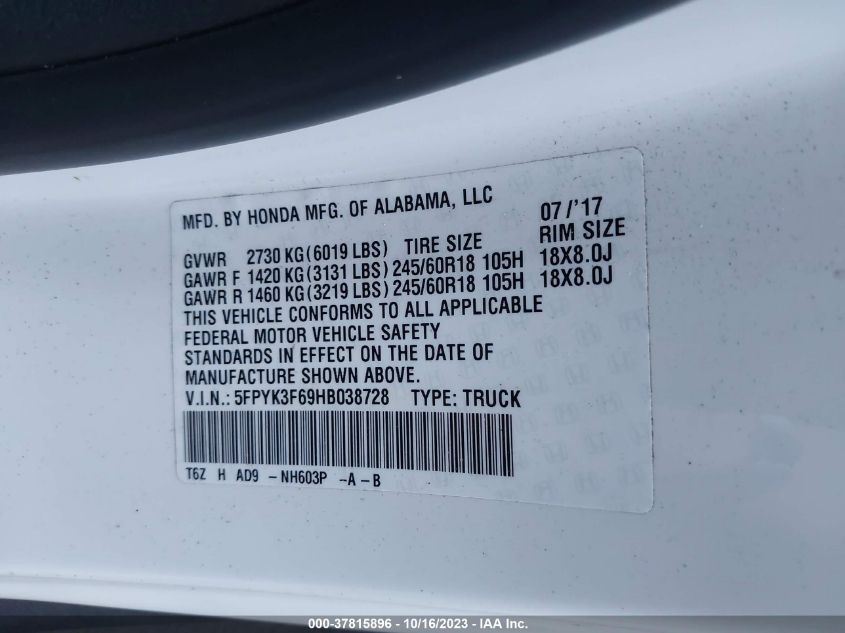 MFD. BY HONDA MFG. OF ALABAMA, LLC 07/'17
GVWR 2730 KG(6019 LBS) TIRE SIZE RIM SIZE
GAWR F 1420 KG(3131 LBS) 245/60R18 105H 18X8.0J
GAWR R 1460 KG(3219 LBS) 245/60R18 105H 18X8.0J
THIS VEHICLE CONFORMS TO ALL APPLICABLE
FEDERAL MOTOR VEHICLE SAFETY
STANDARDS IN EFFECT ON THE DATE OF
MANUFACTURE SHOWN ABOVE.
V.I.N.: 5FPYK3F69HB038728 TYPE: TRUCK
T6Z H AD9 -NH603P -A-B
000-37815896 - 10/16/2023 - IAA Inc.